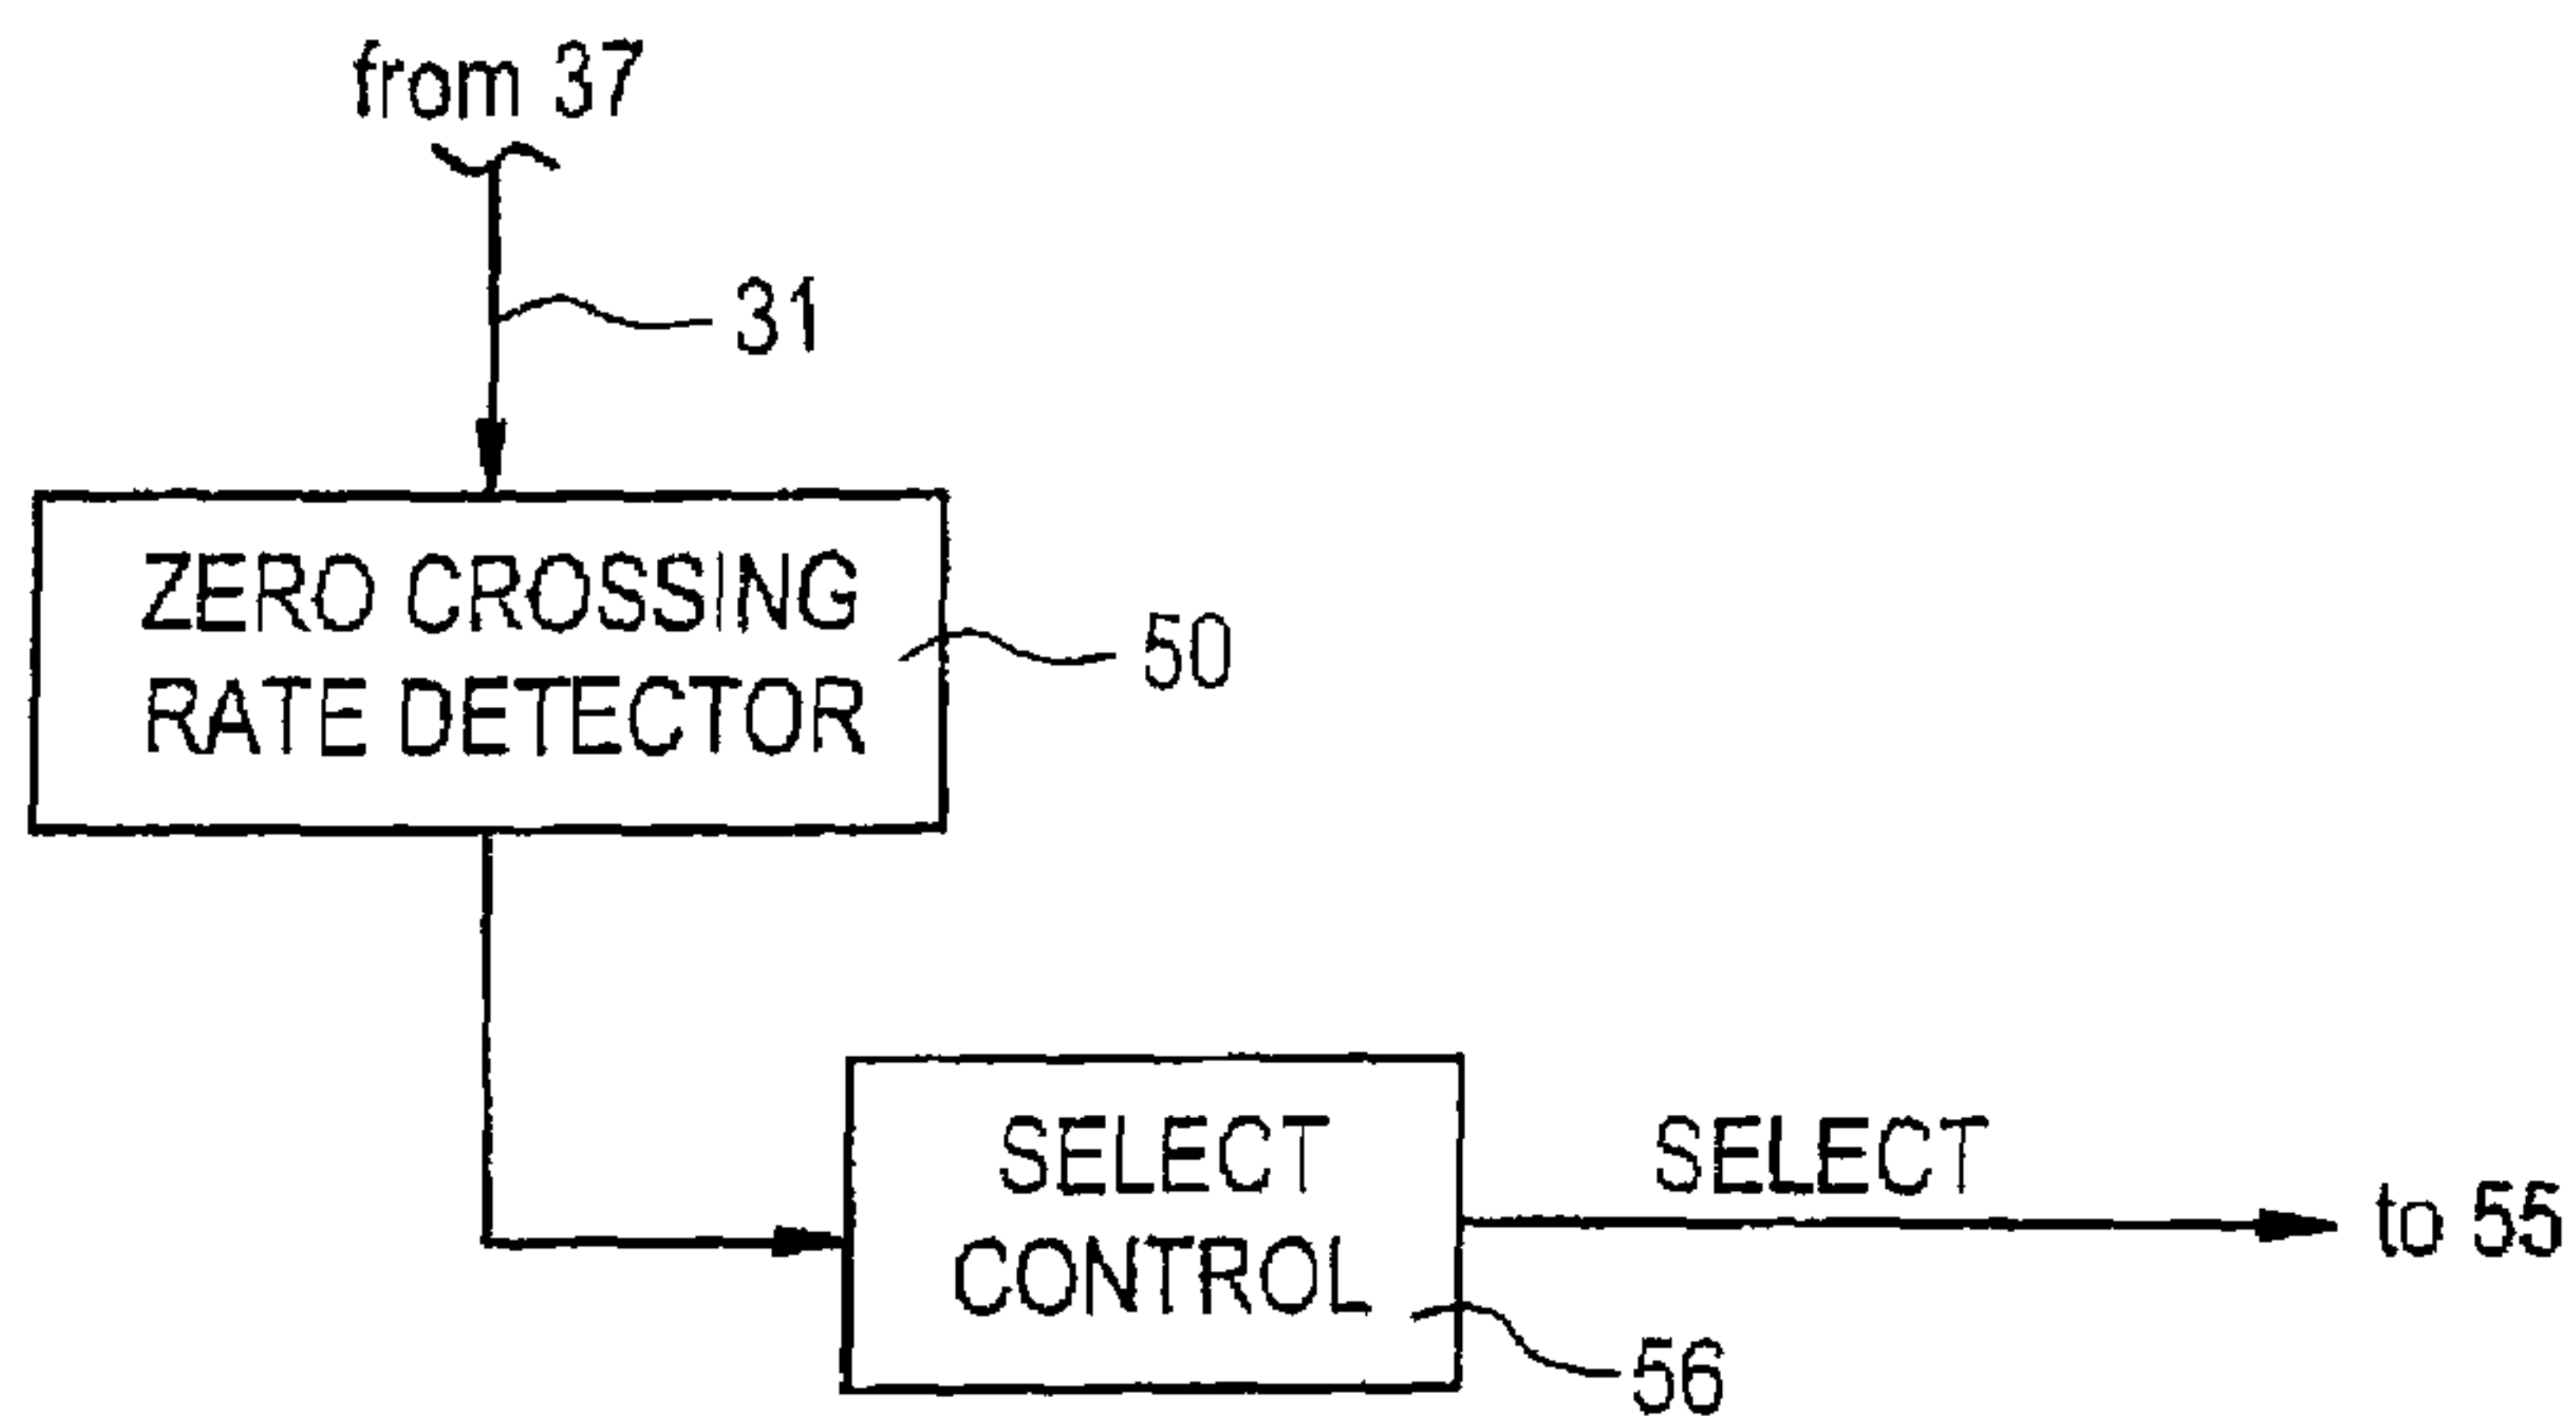 from 37
31
ZERO CROSSING
RATE DETECTOR
50
SELECT
CONTROL
SELECT
to 55
56